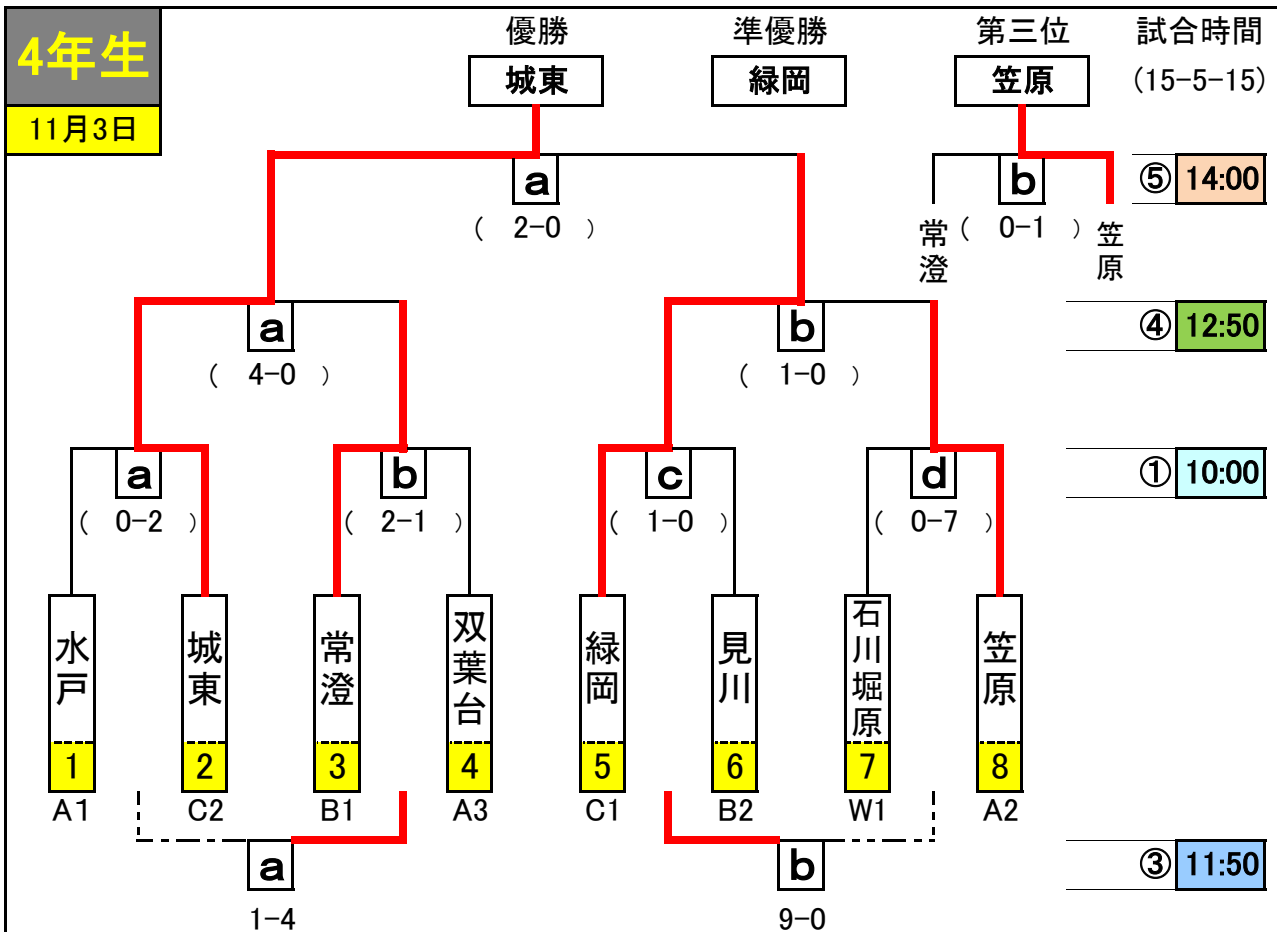 4年生
11月3日
優勝
城東
準優勝
緑岡
第三位
笠原
試合時間
(15-5-15)
a
( 2-0 )
b
常澄
( 0-1 )
笠原
⑤ 14:00
a
( 4-0 )
b
( 1-0 )
④ 12:50
a
( 0-2 )
b
( 2-1 )
c
( 1-0 )
d
( 0-7 )
① 10:00
水戸
城東
常澄
双葉台
緑岡
見川
石川堀原
笠原
1 2 3 4 5 6 7 8
A1 C2 B1 A3 C1 B2 W1 A2
a
1-4
b
9-0
③ 11:50